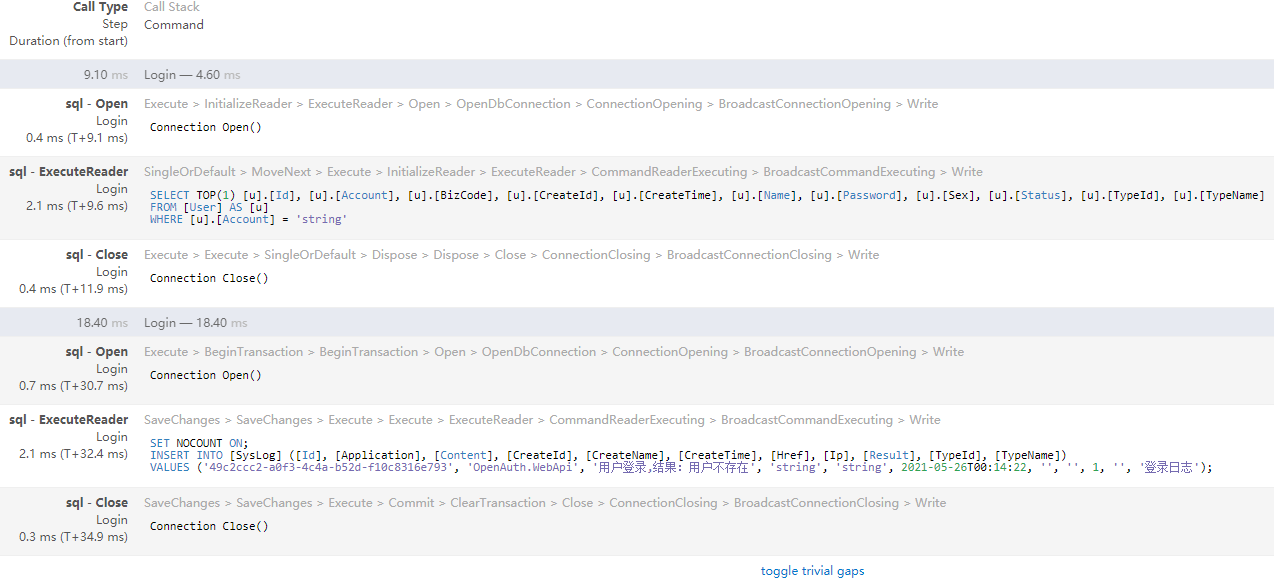 Call Type Call Stack
Step Command
Duration (from start)
9.10 ms Login — 4.60 ms
sql - Open Execute > InitializeReader > ExecuteReader > Open > OpenDbConnection > ConnectionOpening > BroadcastConnectionOpening > Write
Login
Connection Open()
0.4 ms (T+9.1 ms)
sql - ExecuteReader SingleOrDefault > MoveNext > Execute > InitializeReader > ExecuteReader > CommandReaderExecuting > BroadcastCommandExecuting > Write
Login
SELECT TOP(1) [u].[Id], [u].[Account], [u].[BizCode], [u].[CreateId], [u].[CreateTime], [u].[Name], [u].[Password], [u].[Sex], [u].[Status], [u].[TypeId], [u].[TypeName]
2.1 ms (T+9.6 ms)
FROM [User] AS [u]
WHERE [u].[Account] = 'string'
sql - Close Execute > Execute > SingleOrDefault > Dispose > Dispose > Close > ConnectionClosing > BroadcastConnectionClosing > Write
Login
Connection Close()
0.4 ms (T+11.9 ms)
18.40 ms Login — 18.40 ms
sql - Open Execute > BeginTransaction > BeginTransaction > Open > OpenDbConnection > ConnectionOpening > BroadcastConnectionOpening > Write
Login
Connection Open()
0.7 ms (T+30.7 ms)
sql - ExecuteReader SaveChanges > SaveChanges > Execute > Execute > ExecuteReader > CommandReaderExecuting > BroadcastCommandExecuting > Write
Login
SET NOCOUNT ON;
2.1 ms (T+32.4 ms)
INSERT INTO [SysLog] ([Id], [Application], [Content], [CreateId], [CreateName], [CreateTime], [Href], [Ip], [Result], [TypeId], [TypeName])
VALUES ('49c2ccc2-a0f3-4c4a-b52d-f10c8316e793', 'OpenAuth.WebApi', '用户登录,结果：用户不存在', 'string', 'string', 2021-05-26T00:14:22, '', '', 1, '', '登录日志');
sql - Close SaveChanges > SaveChanges > Execute > Commit > ClearTransaction > Close > ConnectionClosing > BroadcastConnectionClosing > Write
Login
Connection Close()
0.3 ms (T+34.9 ms)
toggle trivial gaps